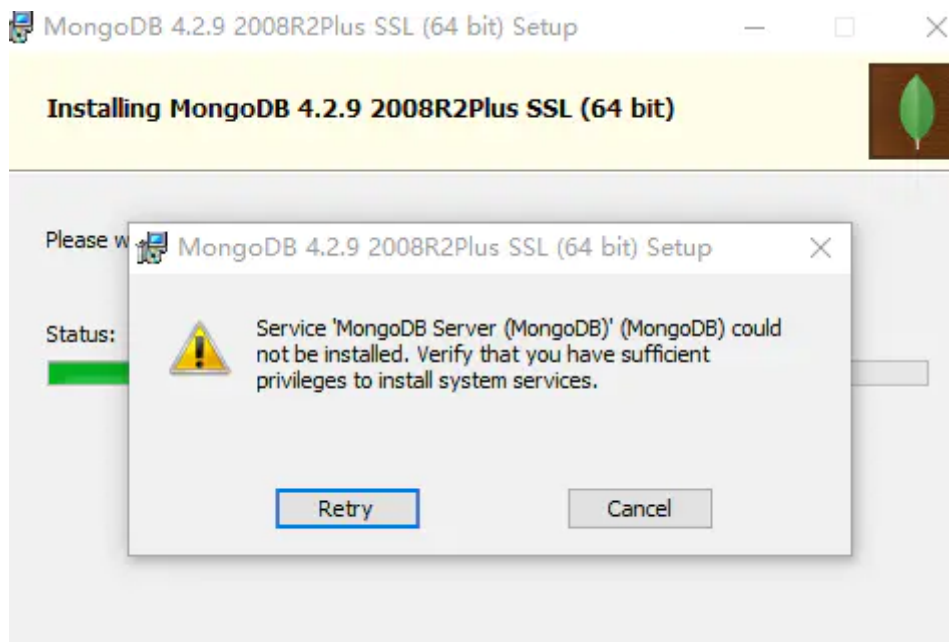 MongoDB 4.2.9 2008R2Plus SSL (64 bit) Setup
Installing MongoDB 4.2.9 2008R2Plus SSL (64 bit)
Please w
MongoDB 4.2.9 2008R2Plus SSL (64 bit) Setup
Status:
Service 'MongoDB Server (MongoDB)' (MongoDB) could
not be installed. Verify that you have sufficient
privileges to install system services.
Retry
Cancel